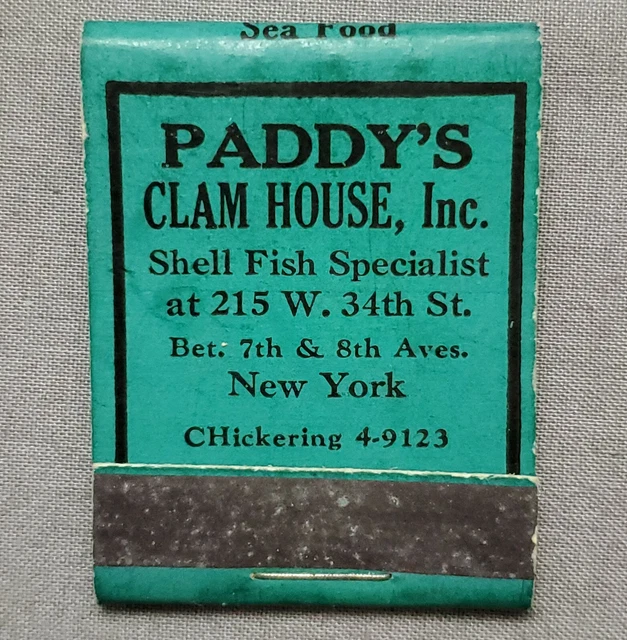 Sea Food
PADDY'S
CLAM HOUSE, Inc.
Shell Fish Specialist
at 215 W. 34th St.
Bet. 7th & 8th Aves.
New York
CHickering 4-9123